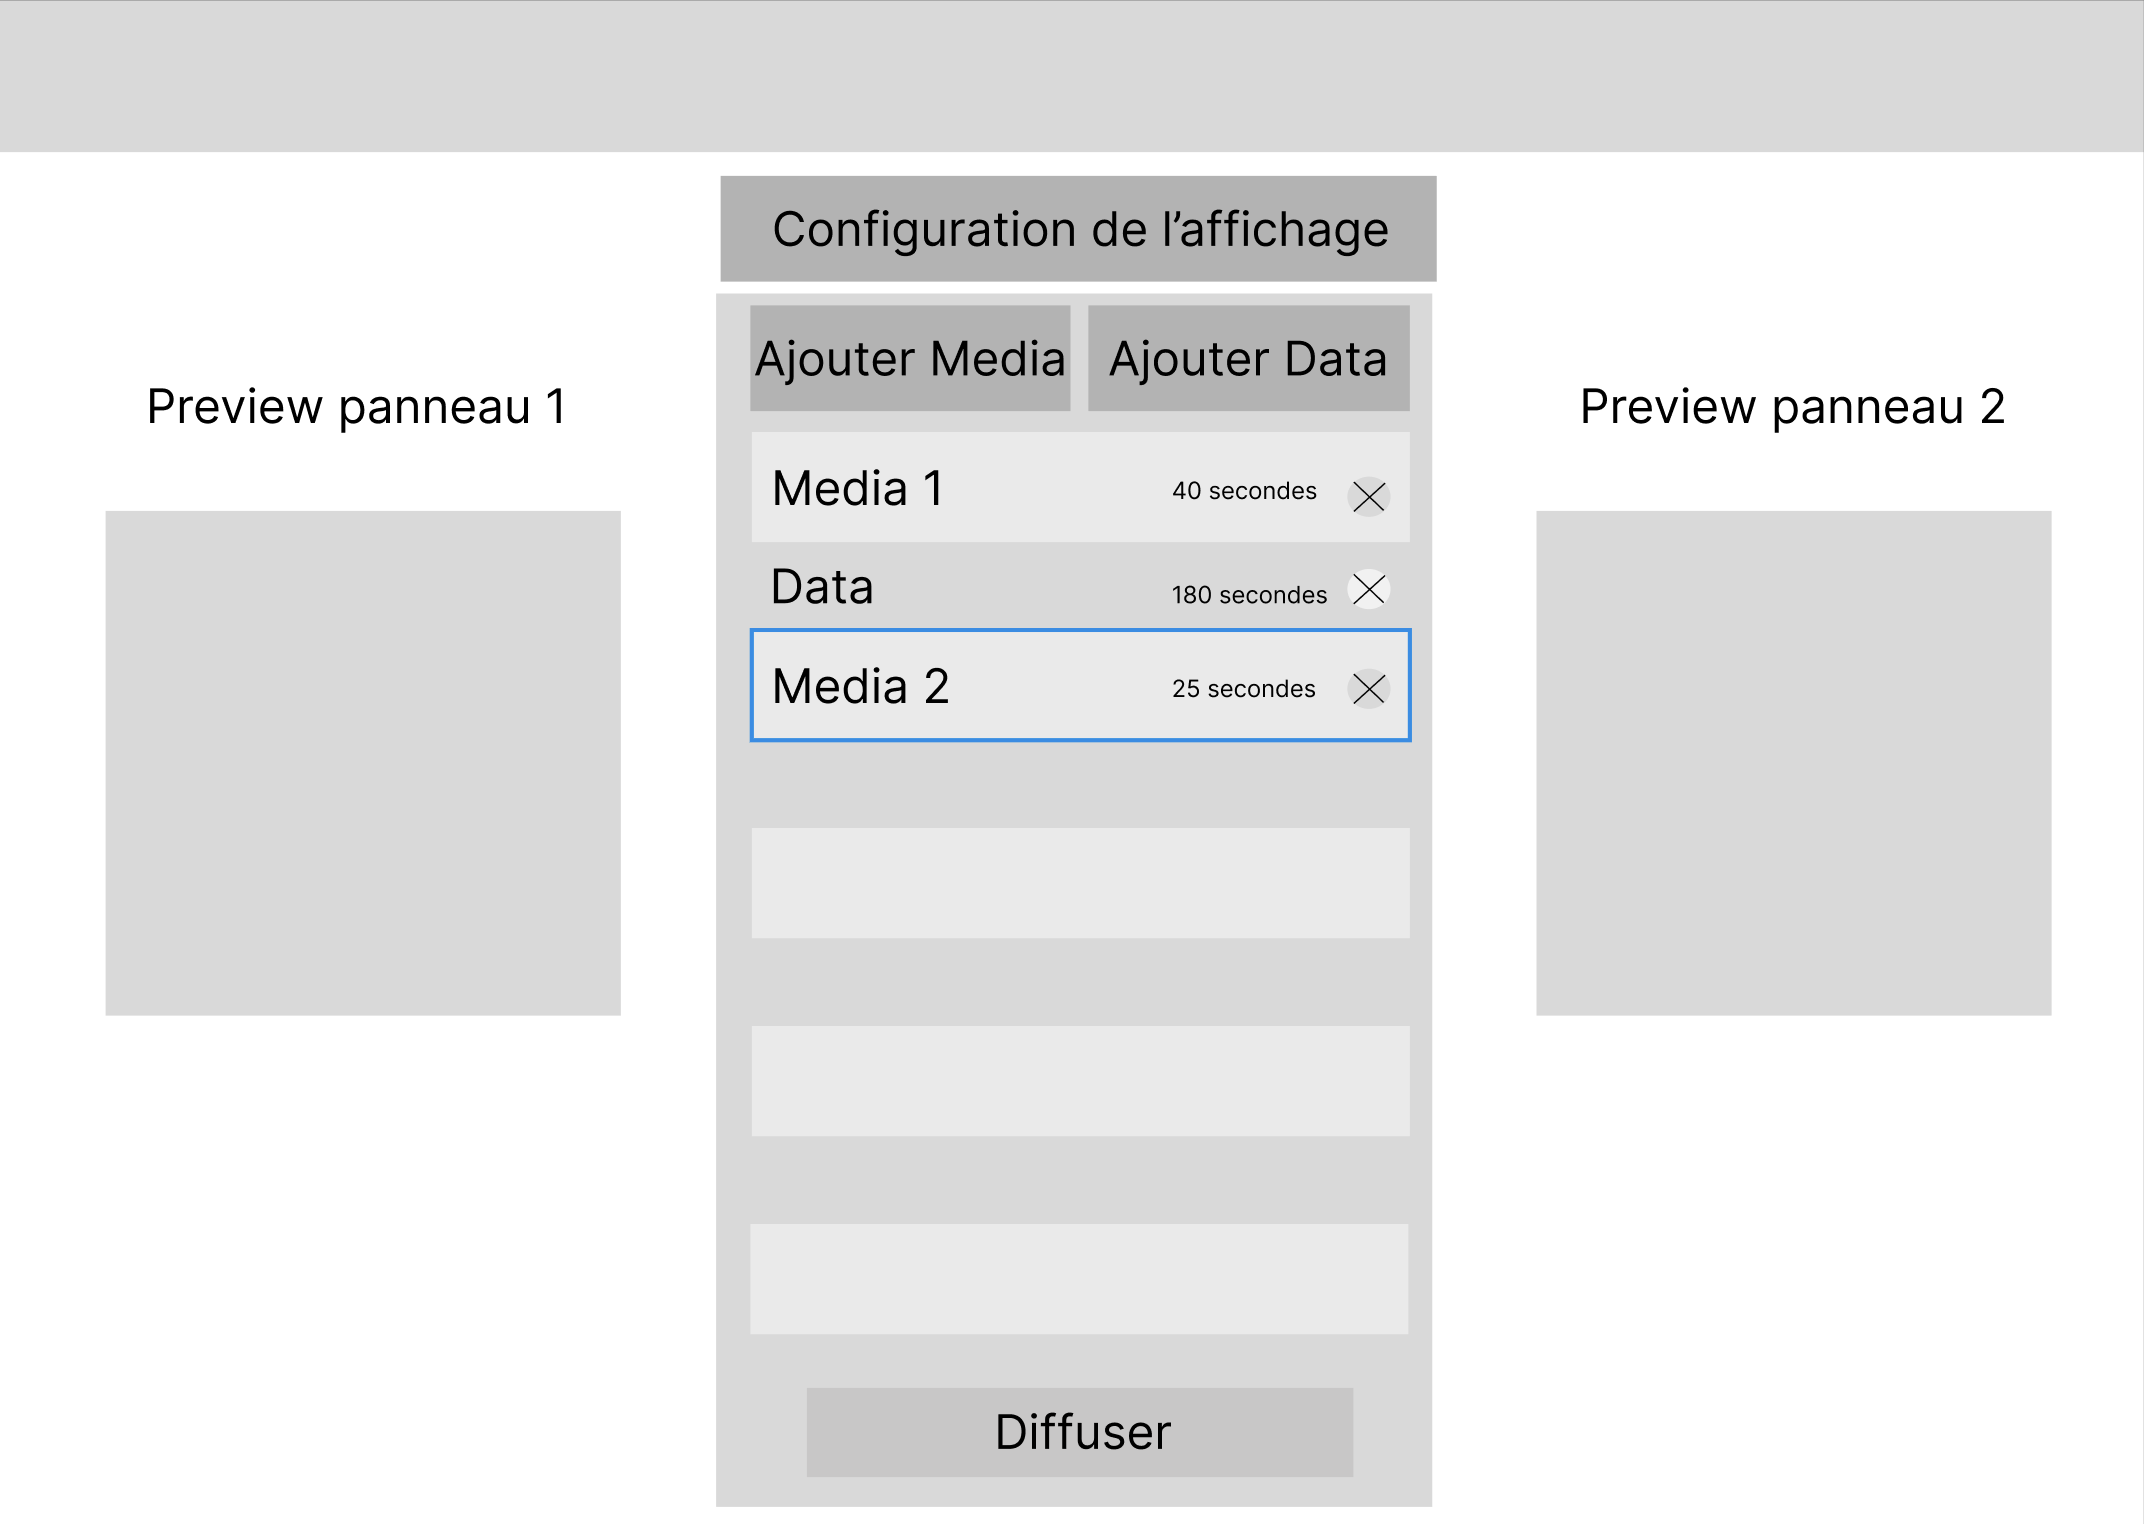 Configuration de l’affichage
Ajouter Media
Ajouter Data
Preview panneau 1
Preview panneau 2
Media 1
40 secondes
Data
180 secondes
Media 2
25 secondes
Diffuser